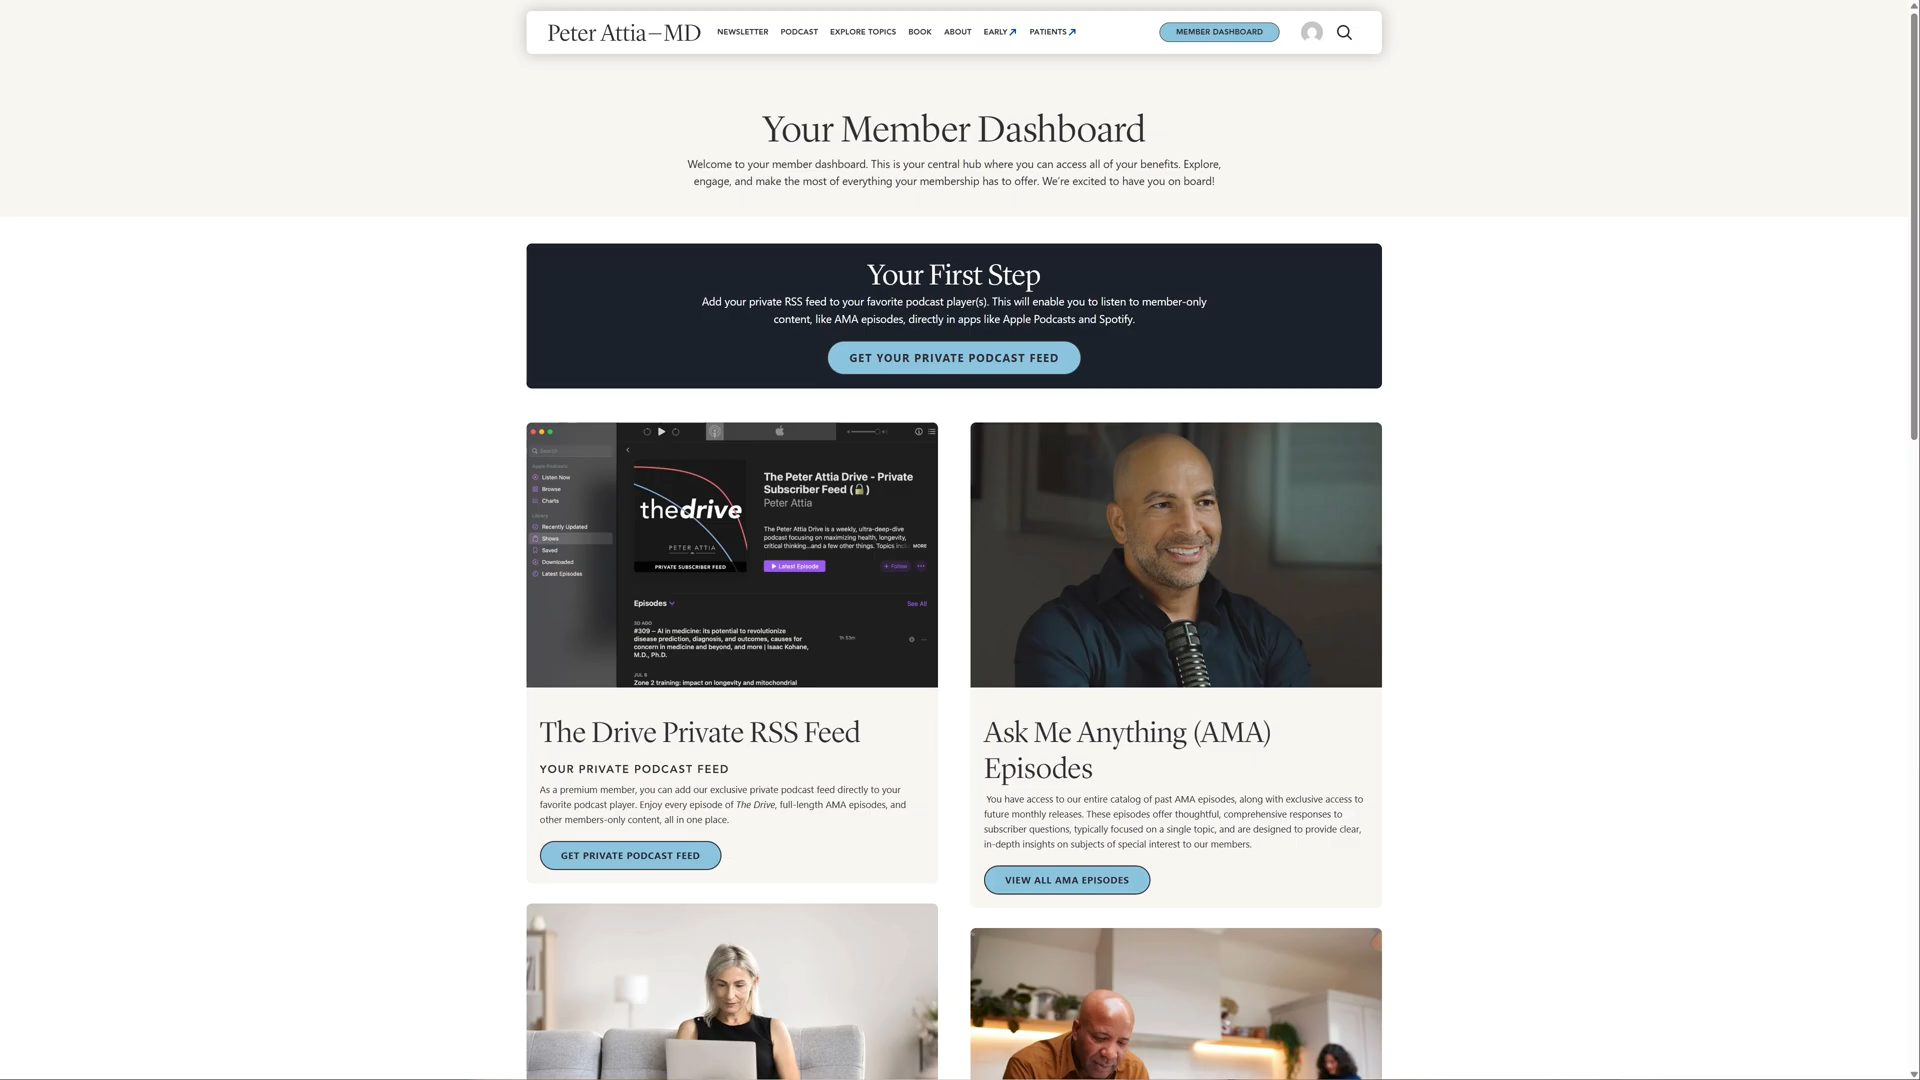 Peter Attia–MD
NEWSLETTER
PODCAST
EXPLORE TOPICS
BOOK
ABOUT
EARLY
PATIENTS
MEMBER DASHBOARD
Your Member Dashboard
Welcome to your member dashboard. This is your central hub where you can access all of your benefits. Explore,
engage, and make the most of everything your membership has to offer. We're excited to have you on board!
Your First Step
Add your private RSS feed to your favorite podcast player(s). This will enable you to listen to member-only
content, like AMA episodes, directly in apps like Apple Podcasts and Spotify.
GET YOUR PRIVATE PODCAST FEED
Search
Apple Podcasts
Listen Now
Browse
Charts
Library
Recently Updated
Shows
Saved
Downloaded
Latest Episodes
thedrive
PETER ATTIA
PRIVATE SUBSCRIBER FEED
The Peter Attia Drive - Private
Subscriber Feed (🔒)
Peter Attia
The Peter Attia Drive is a weekly, ultra-deep-dive
podcast focusing on maximizing health, longevity,
critical thinking...and a few other things. Topics MORE
Latest Episode
+ Follow
Episodes
See All
3D AGO
#309 – AI in medicine: its potential to revolutionize
disease prediction, diagnosis, and outcomes, causes for
concern in medicine and beyond, and more | Isaac Kohane,
M.D., Ph.D.
1h 53m
JUL 8
Zone 2 training: impact on longevity and mitochondrial
The Drive Private RSS Feed
YOUR PRIVATE PODCAST FEED
As a premium member, you can add our exclusive private podcast feed directly to your
favorite podcast player. Enjoy every episode of The Drive, full-length AMA episodes, and
other members-only content, all in one place.
GET PRIVATE PODCAST FEED
Ask Me Anything (AMA)
Episodes
You have access to our entire catalog of past AMA episodes, along with exclusive access to
future monthly releases. These episodes offer thoughtful, comprehensive responses to
subscriber questions, typically focused on a single topic, and are designed to provide clear,
in-depth insights on subjects of special interest to our members.
VIEW ALL AMA EPISODES